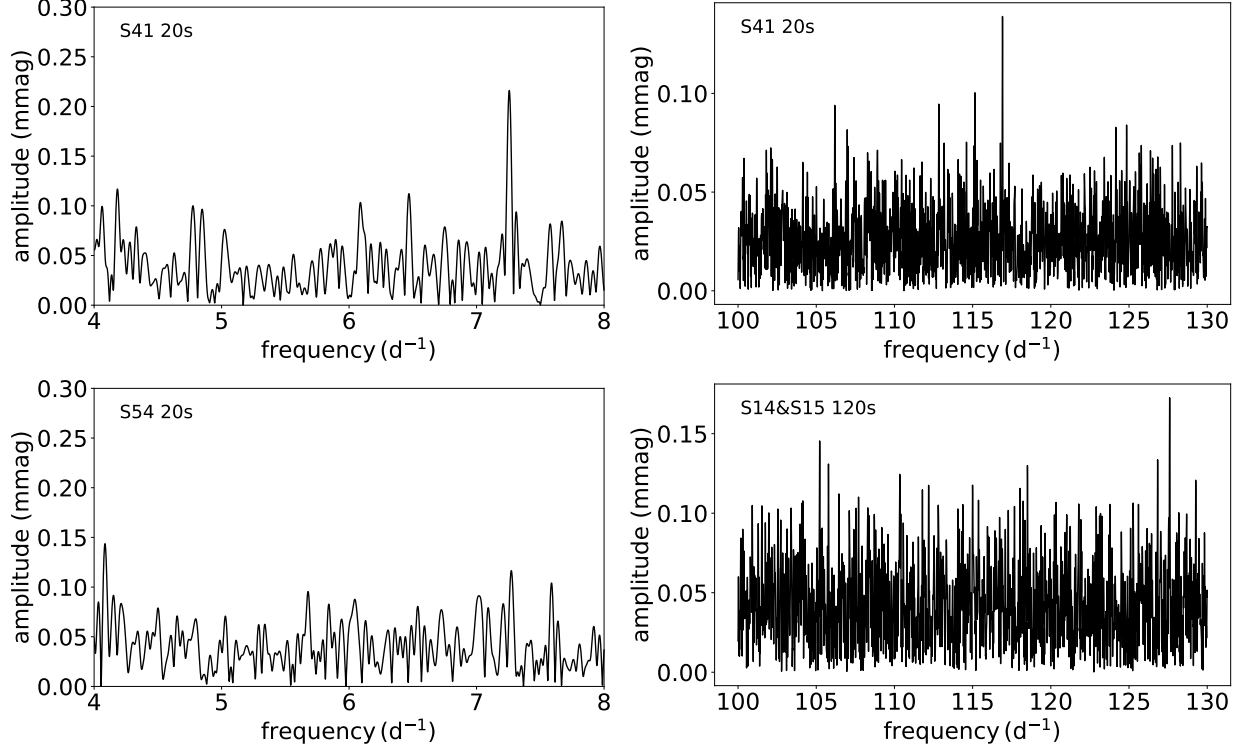 S41 20s
amplitude (mmag)
0.30
0.25
0.20
0.15
0.10
0.05
0.00
4 5 6 7 8
frequency (d⁻¹)
S41 20s
amplitude (mmag)
0.10
0.05
0.00
100 105 110 115 120 125 130
frequency (d⁻¹)
S54 20s
amplitude (mmag)
0.30
0.25
0.20
0.15
0.10
0.05
0.00
4 5 6 7 8
frequency (d⁻¹)
S14&S15 120s
amplitude (mmag)
0.15
0.10
0.05
0.00
100 105 110 115 120 125 130
frequency (d⁻¹)